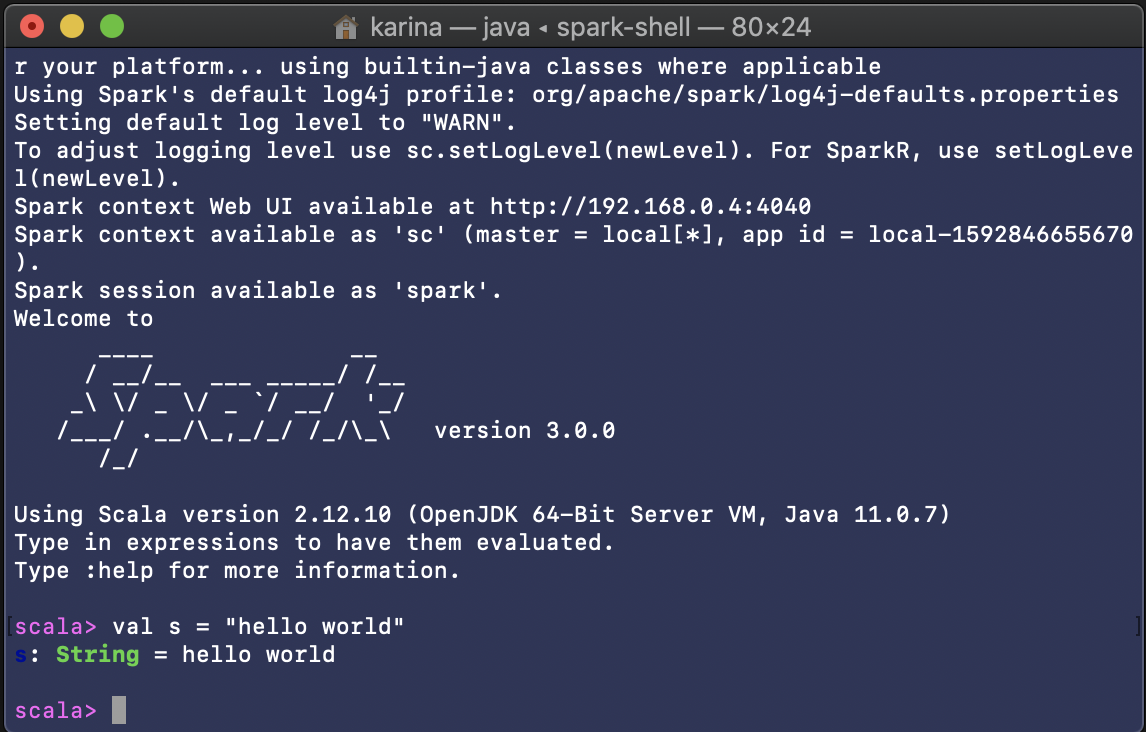 karina — java ◂ spark-shell — 80×24
r your platform... using builtin-java classes where applicable
Using Spark's default log4j profile: org/apache/spark/log4j-defaults.properties
Setting default log level to "WARN".
To adjust logging level use sc.setLogLevel(newLevel). For SparkR, use setLogLeve
l(newLevel).
Spark context Web UI available at http://192.168.0.4:4040
Spark context available as 'sc' (master = local[*], app id = local-1592846655670
).
Spark session available as 'spark'.
Welcome to
      ____              __
     / __/__  ___ _____/ /__
    _\ \/ _ \/ _ `/ __/  '_/
   /___/ .__/\_,_/_/ /_/\_\   version 3.0.0
      /_/
Using Scala version 2.12.10 (OpenJDK 64-Bit Server VM, Java 11.0.7)
Type in expressions to have them evaluated.
Type :help for more information.
[scala> val s = "hello world"]
s: String = hello world
scala>